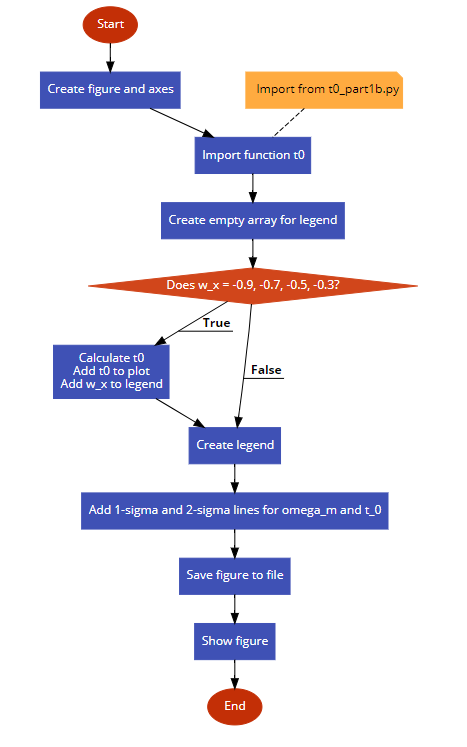 Start
Create figure and axes
Import from t0_part1b.py
Import function t0
Create empty array for legend
Does w_x = -0.9, -0.7, -0.5, -0.3?
True
Calculate t0
Add t0 to plot
Add w_x to legend
False
Create legend
Add 1-sigma and 2-sigma lines for omega_m and t_0
Save figure to file
Show figure
End